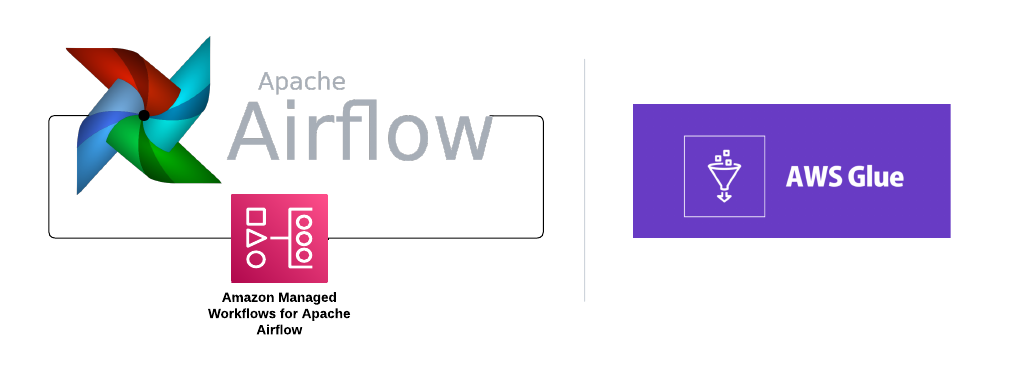 Apache
Airflow
Amazon Managed
Workflows for Apache
Airflow
AWS Glue